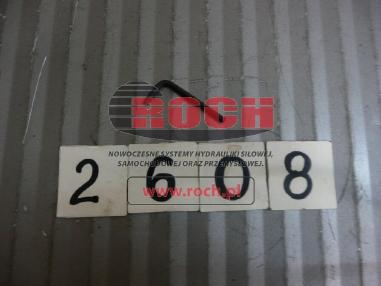 ROCH
NOWOCZESNE SYSTEMY HYDRAULIKI SIŁOWEJ,
SAMOCHODOWEJ ORAZ PRZEMYSŁOWEJ.
2 6 0 8
www.roch.pl